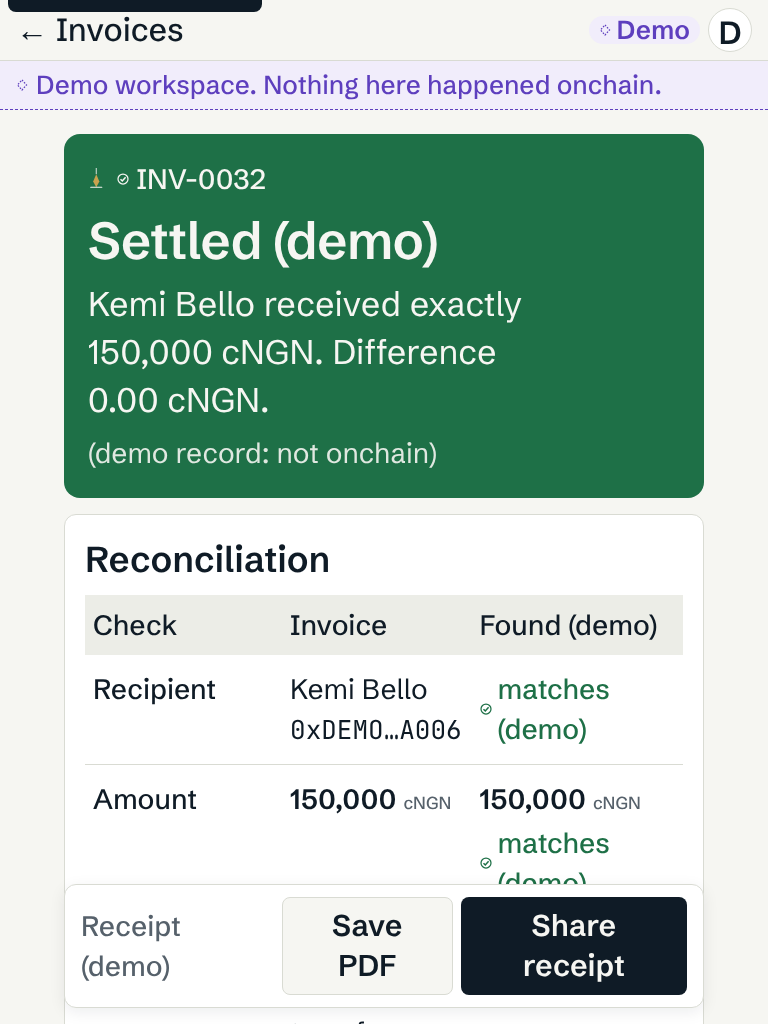 ← Invoices
Demo
D
Demo workspace. Nothing here happened onchain.
INV-0032
Settled (demo)
Kemi Bello received exactly
150,000 cNGN. Difference
0.00 cNGN.
(demo record: not onchain)
Reconciliation
Check Invoice Found (demo)
Recipient Kemi Bello matches
0xDEMO…A006 (demo)
Amount 150,000 cNGN 150,000 cNGN
matches
(demo)
Receipt
(demo)
Save
PDF
Share
receipt